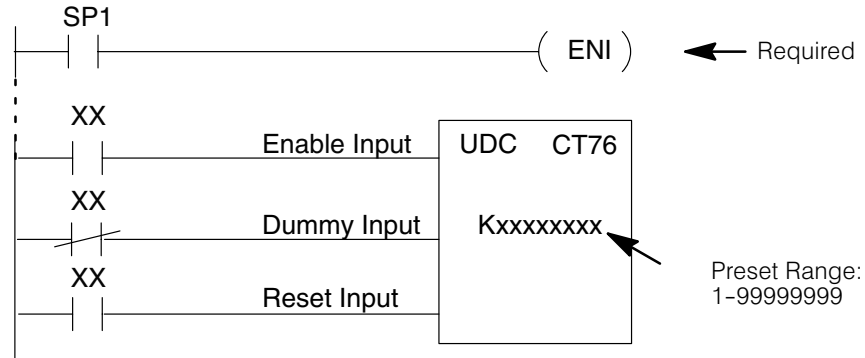 SP1
ENI
Required
XX
Enable Input
UDC CT76
XX
Dummy Input
Kxxxxxxxx
XX
Reset Input
Preset Range:
1-99999999